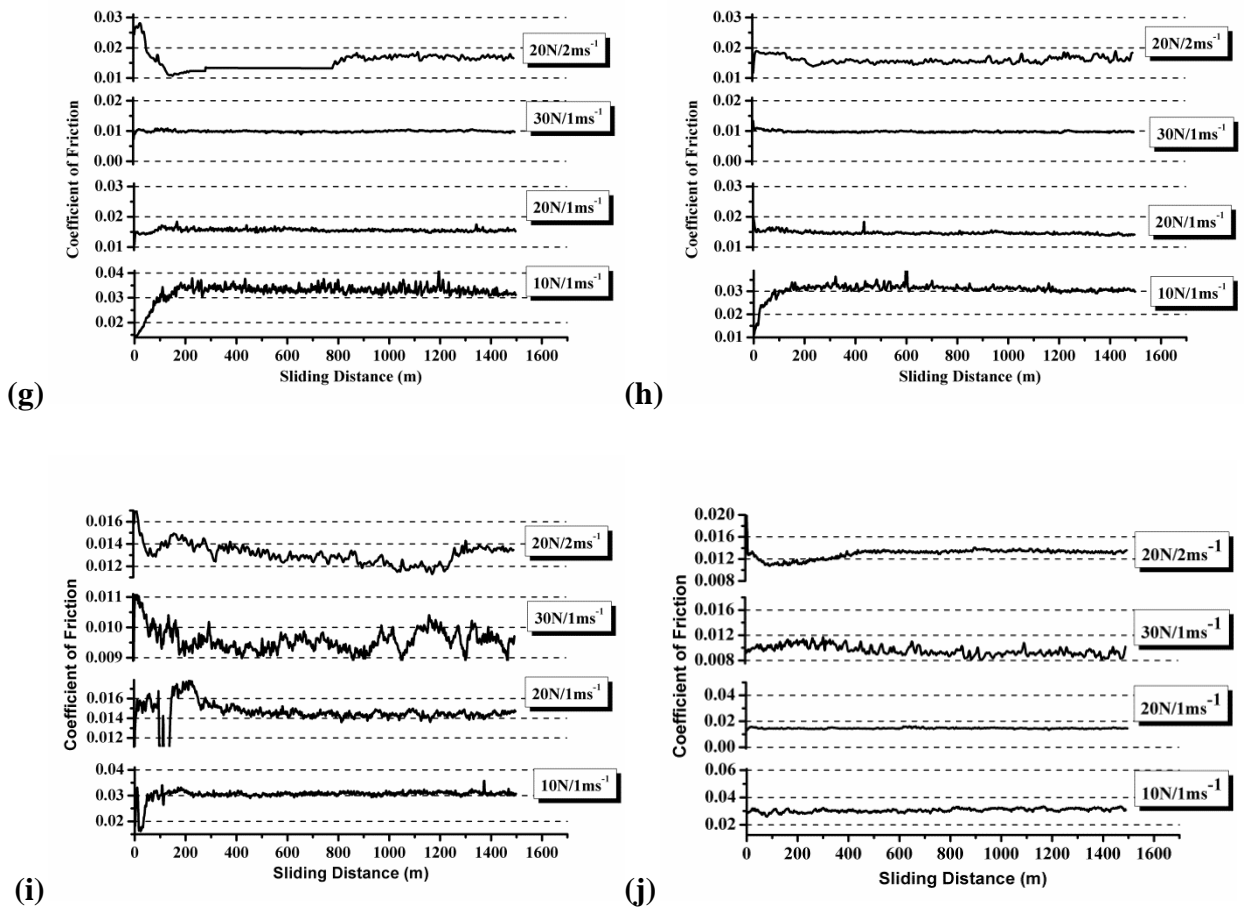 Coefficient of Friction
0.03
0.02
0.01
20N/2ms-1
0.02
0.01
0.00
30N/1ms-1
0.03
0.02
0.01
20N/1ms-1
0.04
0.03
0.02
10N/1ms-1
0 200 400 600 800 1000 1200 1400 1600
Sliding Distance (m)
(g)
Coefficient of Friction
0.03
0.02
0.01
20N/2ms-1
0.02
0.01
0.00
30N/1ms-1
0.03
0.02
0.01
20N/1ms-1
0.03
0.02
0.01
10N/1ms-1
0 200 400 600 800 1000 1200 1400 1600
Sliding Distance (m)
(h)
Coefficient of Friction
0.016
0.014
0.012
20N/2ms-1
0.011
0.010
0.009
30N/1ms-1
0.016
0.014
0.012
20N/1ms-1
0.04
0.03
0.02
10N/1ms-1
0 200 400 600 800 1000 1200 1400 1600
Sliding Distance (m)
(i)
Coefficient of Friction
0.020
0.016
0.012
0.008
20N/2ms-1
0.016
0.012
0.008
30N/1ms-1
0.04
0.02
0.00
20N/1ms-1
0.06
0.04
0.02
10N/1ms-1
0 200 400 600 800 1000 1200 1400 1600
Sliding Distance (m)
(j)